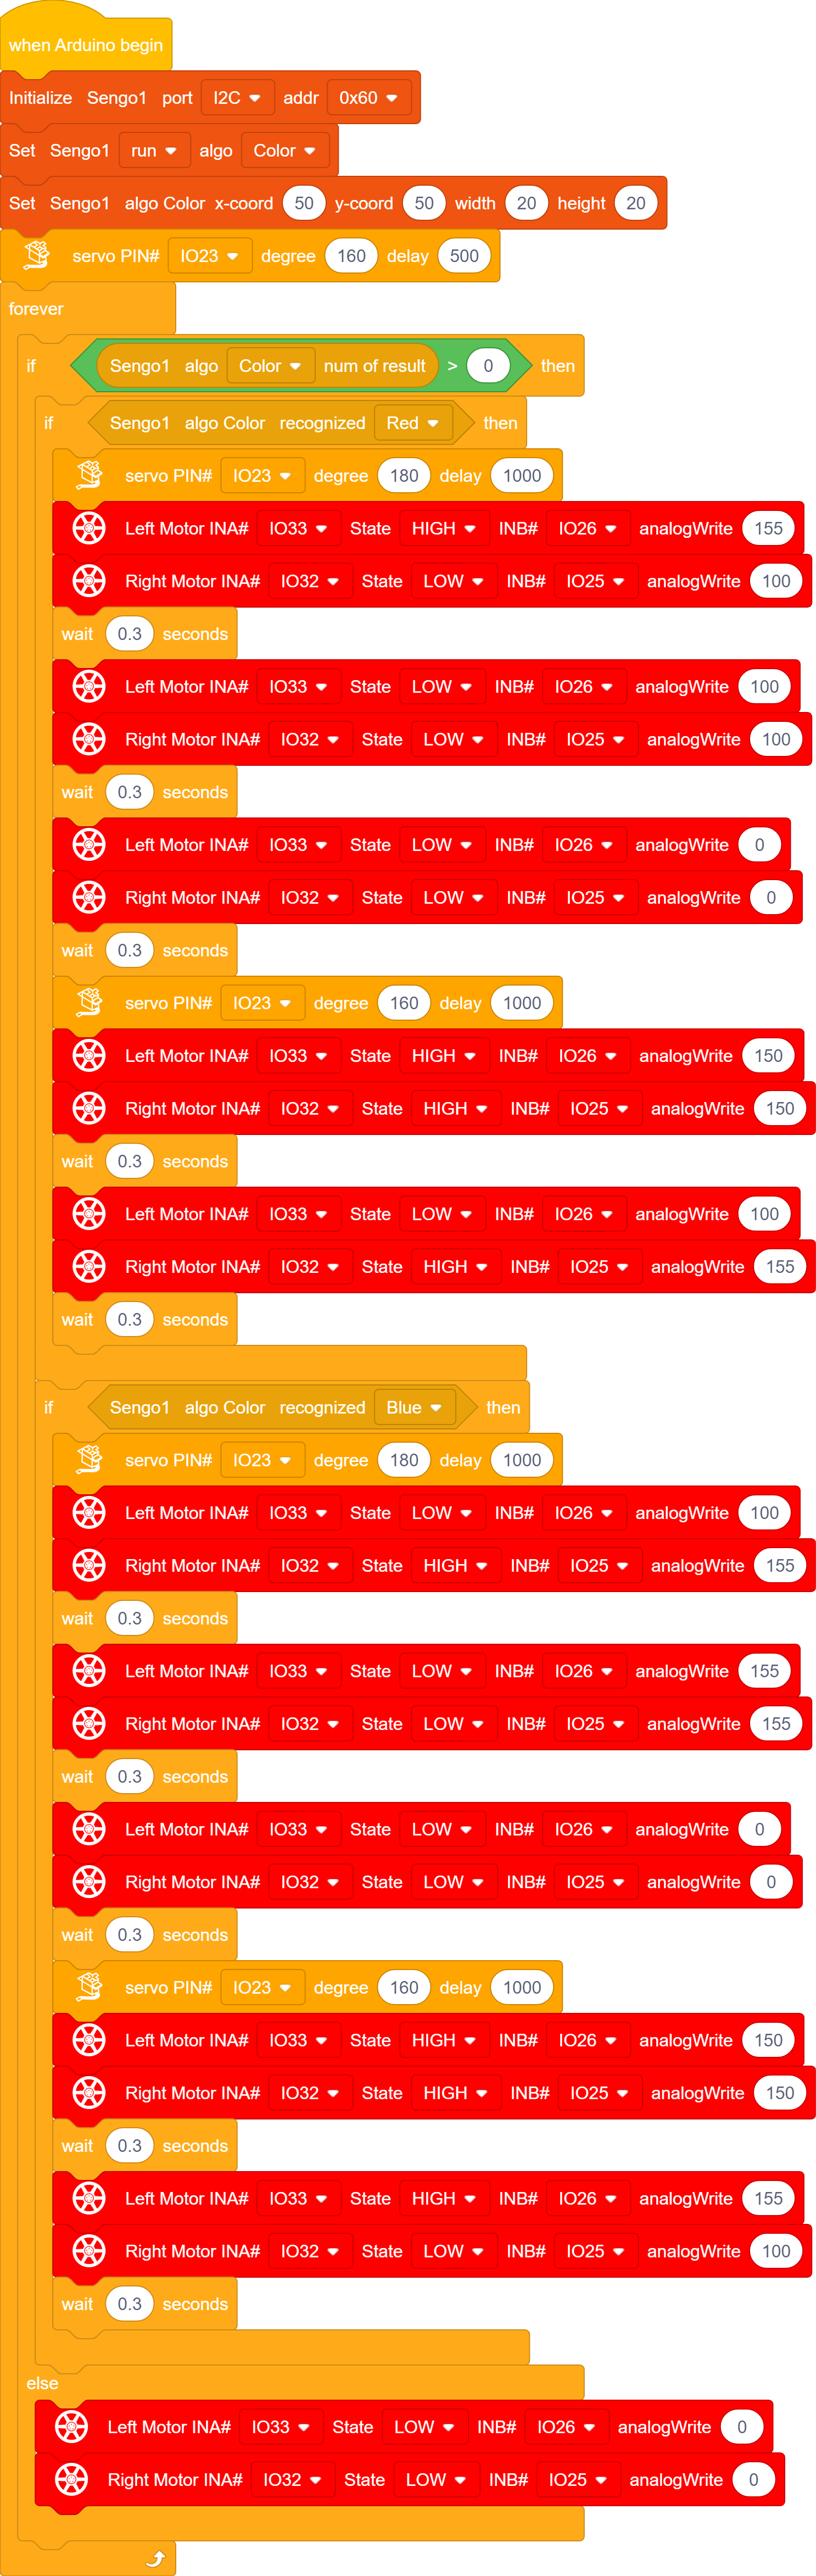 when Arduino begin
Initialize Sengo1 port I2C addr 0x60
Set Sengo1 run algo Color
Set Sengo1 algo Color x-coord 50 y-coord 50 width 20 height 20
servo PIN# IO23 degree 160 delay 500
forever
if Sengo1 algo Color num of result > 0 then
if Sengo1 algo Color recognized Red then
servo PIN# IO23 degree 180 delay 1000
Left Motor INA# IO33 State HIGH INB# IO26 analogWrite 155
Right Motor INA# IO32 State LOW INB# IO25 analogWrite 100
wait 0.3 seconds
Left Motor INA# IO33 State LOW INB# IO26 analogWrite 100
Right Motor INA# IO32 State LOW INB# IO25 analogWrite 100
wait 0.3 seconds
Left Motor INA# IO33 State LOW INB# IO26 analogWrite 0
Right Motor INA# IO32 State LOW INB# IO25 analogWrite 0
wait 0.3 seconds
servo PIN# IO23 degree 160 delay 1000
Left Motor INA# IO33 State HIGH INB# IO26 analogWrite 150
Right Motor INA# IO32 State HIGH INB# IO25 analogWrite 150
wait 0.3 seconds
Left Motor INA# IO33 State LOW INB# IO26 analogWrite 100
Right Motor INA# IO32 State HIGH INB# IO25 analogWrite 155
wait 0.3 seconds
if Sengo1 algo Color recognized Blue then
servo PIN# IO23 degree 180 delay 1000
Left Motor INA# IO33 State LOW INB# IO26 analogWrite 100
Right Motor INA# IO32 State HIGH INB# IO25 analogWrite 155
wait 0.3 seconds
Left Motor INA# IO33 State LOW INB# IO26 analogWrite 155
Right Motor INA# IO32 State LOW INB# IO25 analogWrite 155
wait 0.3 seconds
Left Motor INA# IO33 State LOW INB# IO26 analogWrite 0
Right Motor INA# IO32 State LOW INB# IO25 analogWrite 0
wait 0.3 seconds
servo PIN# IO23 degree 160 delay 1000
Left Motor INA# IO33 State HIGH INB# IO26 analogWrite 150
Right Motor INA# IO32 State HIGH INB# IO25 analogWrite 150
wait 0.3 seconds
Left Motor INA# IO33 State HIGH INB# IO26 analogWrite 155
Right Motor INA# IO32 State LOW INB# IO25 analogWrite 100
wait 0.3 seconds
else
Left Motor INA# IO33 State LOW INB# IO26 analogWrite 0
Right Motor INA# IO32 State LOW INB# IO25 analogWrite 0